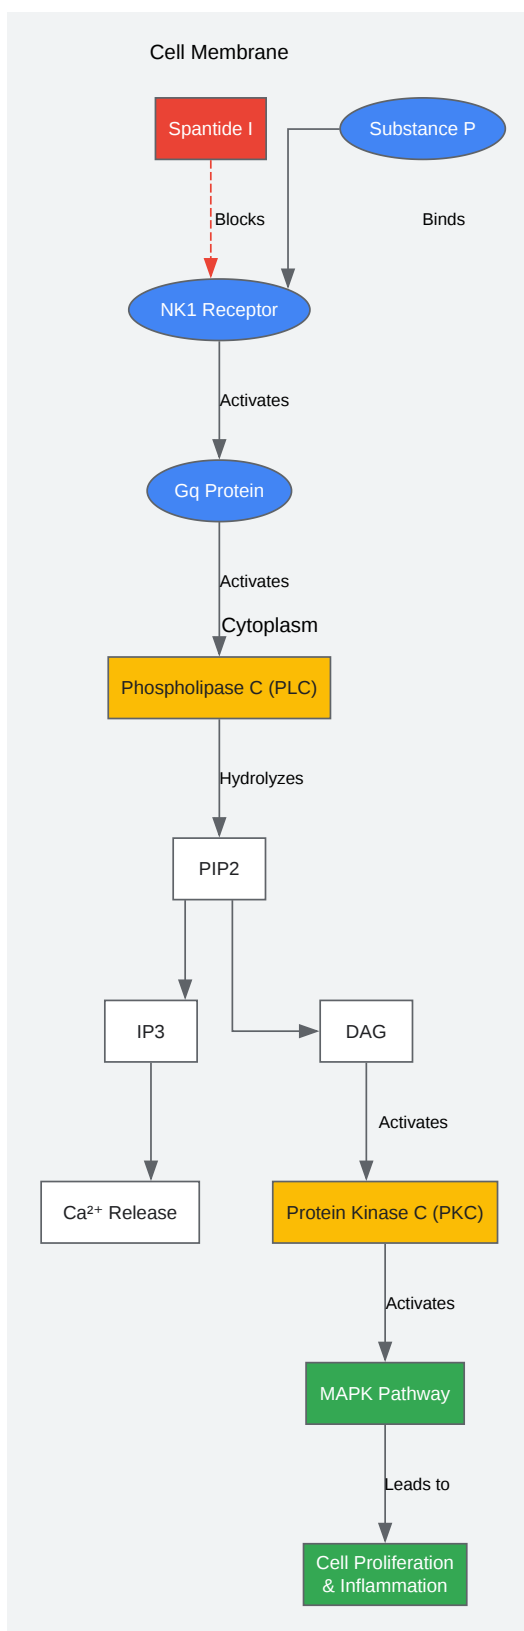 Cell Membrane
Spantide I
Substance P
Blocks
Binds
NK1 Receptor
Activates
Gq Protein
Activates
Cytoplasm
Phospholipase C (PLC)
Hydrolyzes
PIP2
IP3
DAG
Activates
Ca²⁺ Release
Protein Kinase C (PKC)
Activates
MAPK Pathway
Leads to
Cell Proliferation
& Inflammation